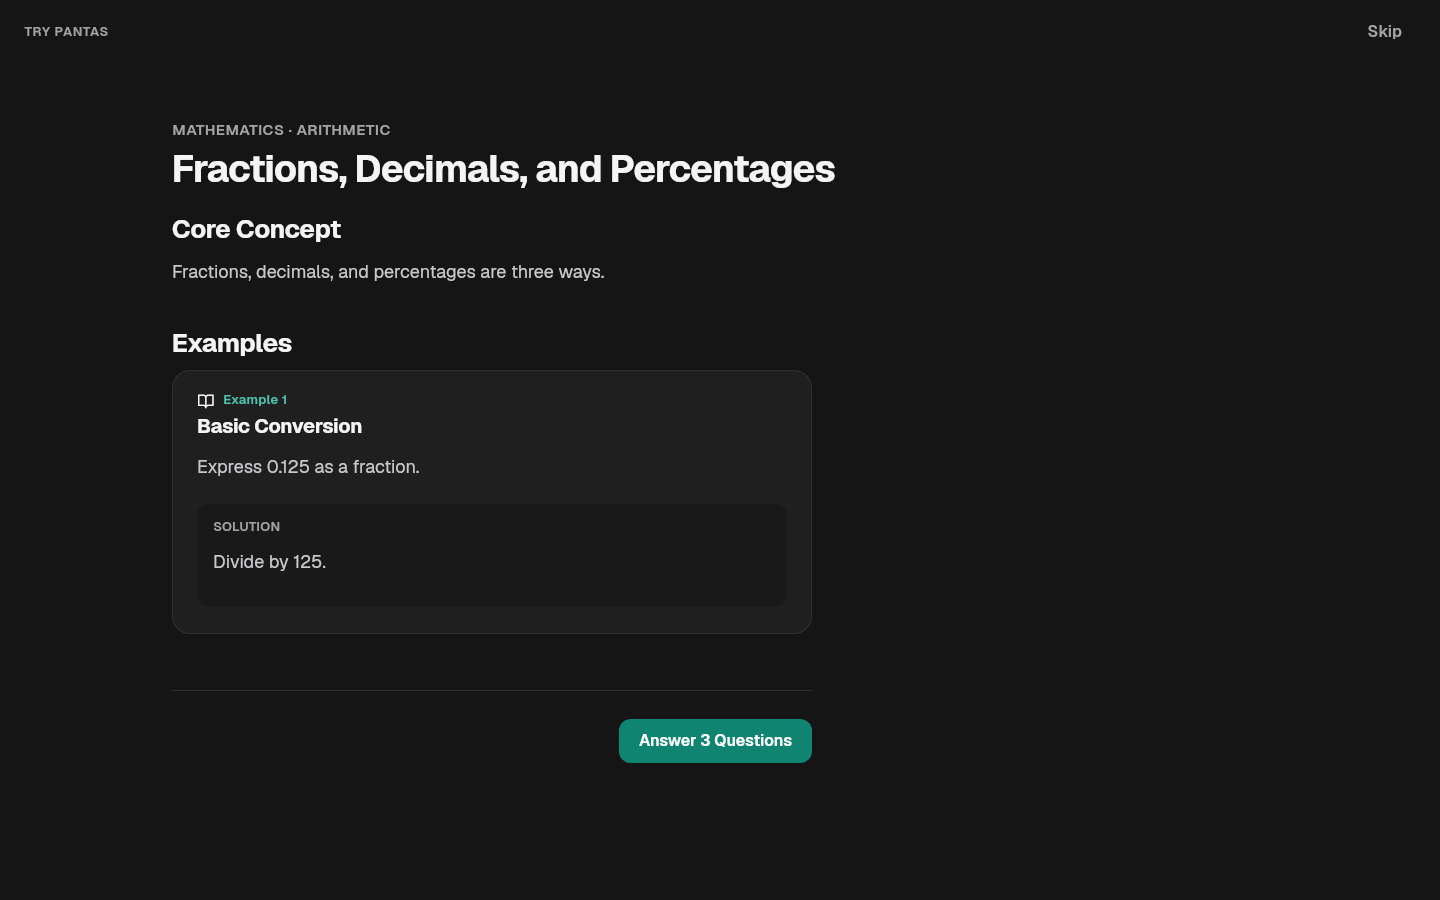 TRY PANTAS
Skip
MATHEMATICS · ARITHMETIC
Fractions, Decimals, and Percentages
Core Concept
Fractions, decimals, and percentages are three ways.
Examples
Example 1
Basic Conversion
Express 0.125 as a fraction.
SOLUTION
Divide by 125.
Answer 3 Questions